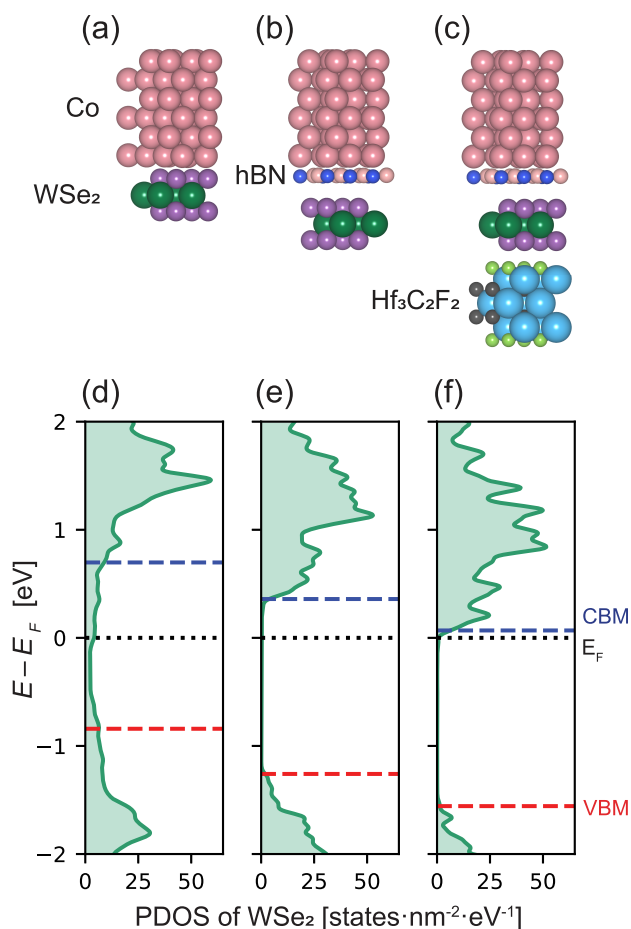 (a) (b) (c)
Co
hBN
WSe₂
Hf₃C₂F₂
(d) (e) (f)
2
1
0
−1
−2
E − E_F [eV]
CBM
E_F
VBM
0 25 50 0 25 50 0 25 50
PDOS of WSe₂ [states·nm⁻²·eV⁻¹]